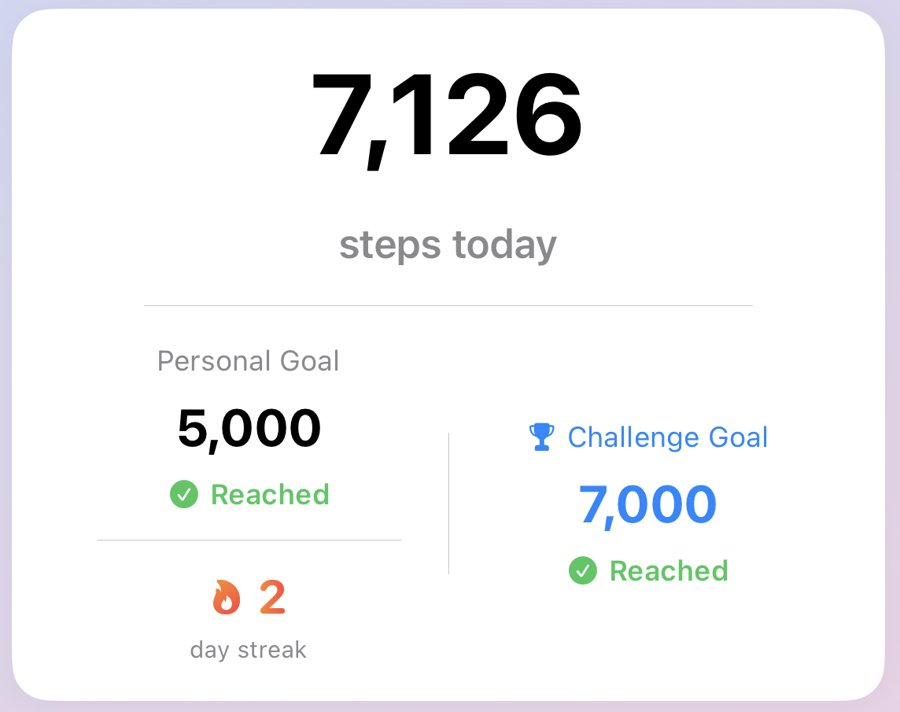 7,126
steps today
Personal Goal
5,000
Reached
2
day streak
Challenge Goal
7,000
Reached